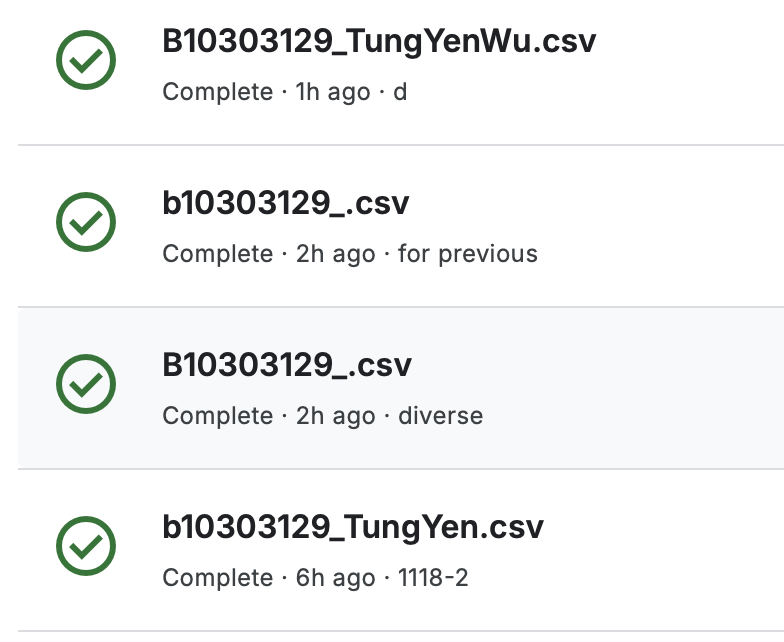 B10303129_TungYenWu.csv
Complete · 1h ago · d
b10303129_.csv
Complete · 2h ago · for previous
B10303129_.csv
Complete · 2h ago · diverse
b10303129_TungYen.csv
Complete · 6h ago · 1118-2